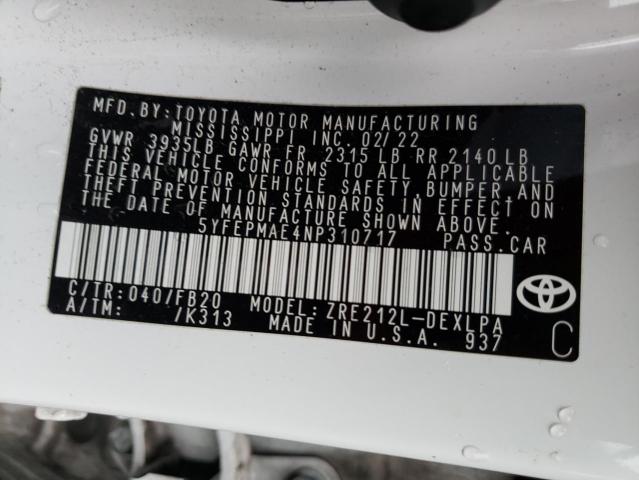 MFD. BY: TOYOTA MOTOR MANUFACTURING
MISSISSIPPI INC. 02/22
GVWR 3935LB GAWR FR 2315 LB RR 2140 LB
THIS VEHICLE CONFORMS TO ALL APPLICABLE
FEDERAL MOTOR VEHICLE SAFETY, BUMPER AND
THEFT PREVENTION STANDARDS IN EFFECT ON
THE DATE OF MANUFACTURE SHOWN ABOVE.
5YFEPMAE4NP310717 PASS.CAR
C/TR: 040/FB20 MODEL: ZRE212L-DEXLPA
A/TM: /K313 MADE IN U.S.A. 937
C